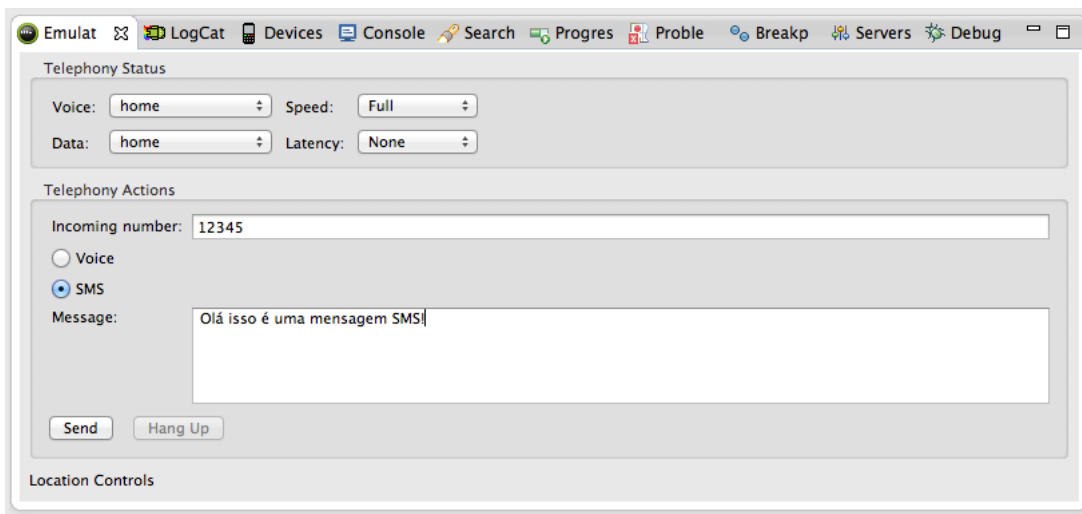 Emulat LogCat Devices Console Search Progres Proble Breakp Servers Debug
Telephony Status
Voice: home Speed: Full
Data: home Latency: None
Telephony Actions
Incoming number: 12345
Voice
SMS
Message: Olá isso é uma mensagem SMS!
Send Hang Up
Location Controls